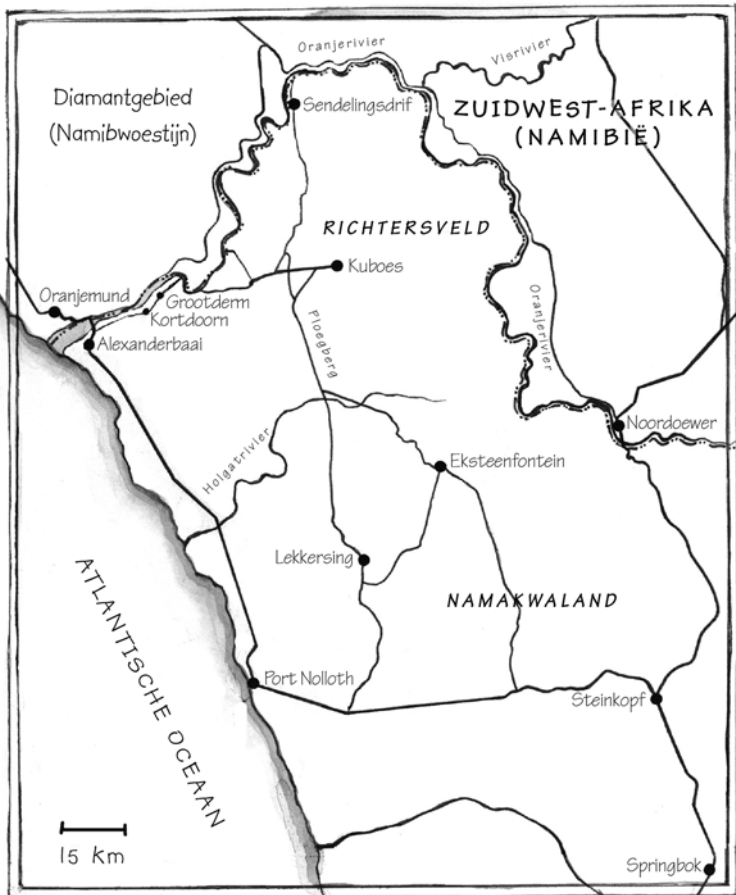 Oranjerivier
Visrivier
Diamantgebied
(Namibwoestijn)
Sendelingsdrif
ZUIDWEST-AFRIKA
(NAMIBIË)
RICHTERSVELD
Kuboes
Oranjemund
Grootderm
Kortdoorn
Alexanderbaai
Ploegberg
Oranjerivier
Noordoewer
Holgatrivier
Eksteenfontein
Lekkersing
NAMAKWALAND
ATLANTISCHE OCEAAN
Port Nolloth
Steinkopf
15 km
Springbok